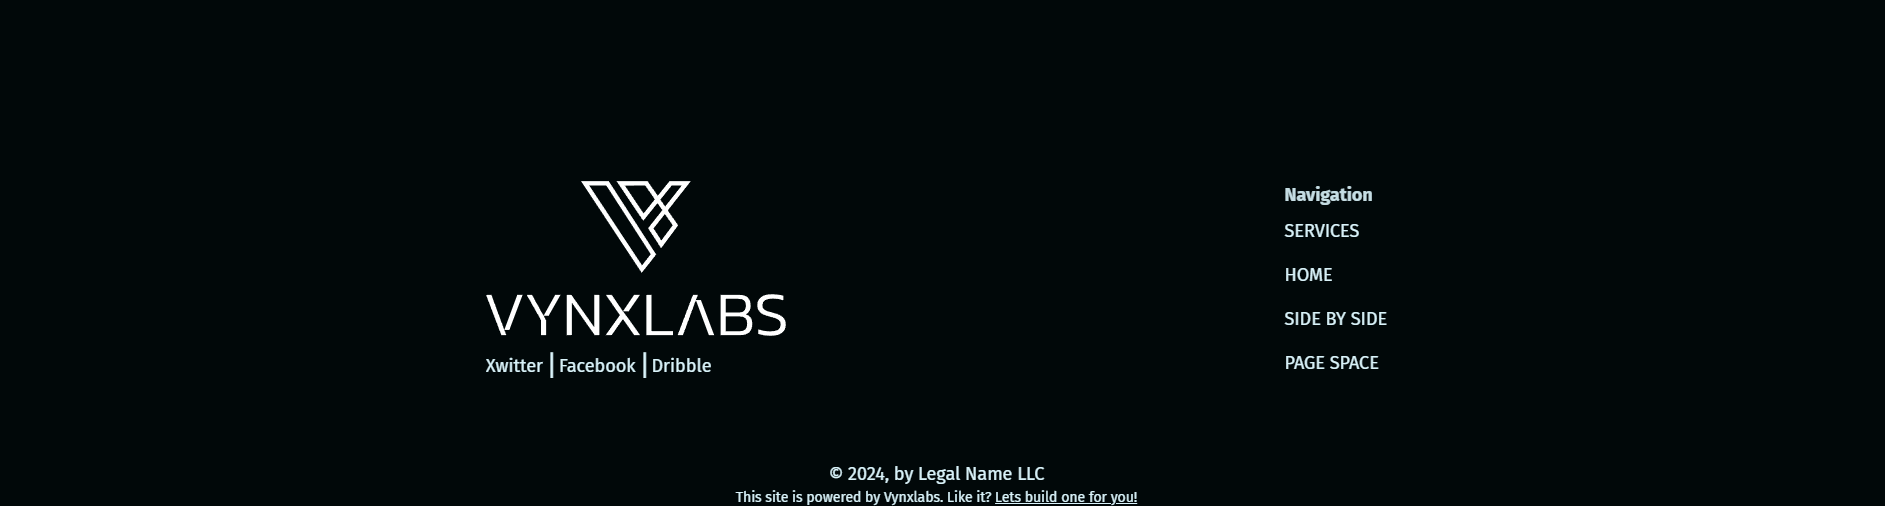 VYNXLABS
Xwitter | Facebook | Dribble
Navigation
SERVICES
HOME
SIDE BY SIDE
PAGE SPACE
© 2024, by Legal Name LLC
This site is powered by Vynxlabs. Like it? Lets build one for you!